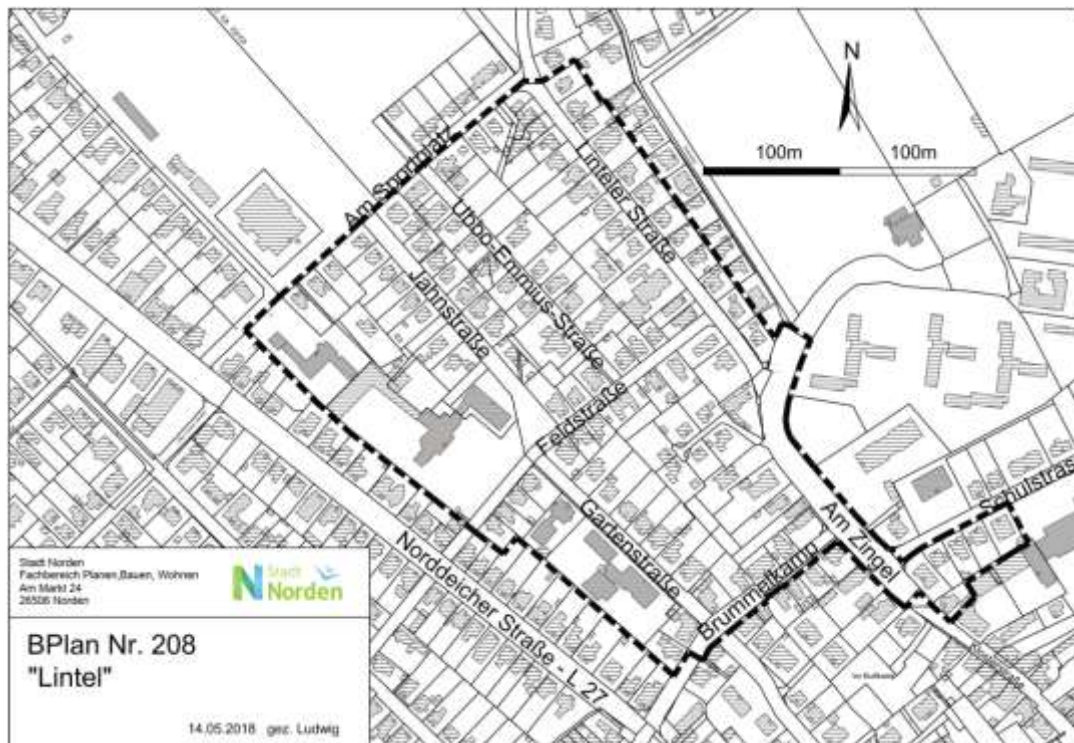 N
100m 100m
Am Sportplatz
Linteler Straße
Ubbo-Emmius-Straße
Jahnstraße
Feldstraße
Gartenstraße
Am Zingel
Schulstras
Brummelkamp
Norddeicher Straße - L 27
Stadt Norden
Fachbereich Planen,Bauen, Wohnen
Am Markt 24
26506 Norden
N Stadt
Norden
BPlan Nr. 208
"Lintel"
14.05.2018 gez. Ludwig